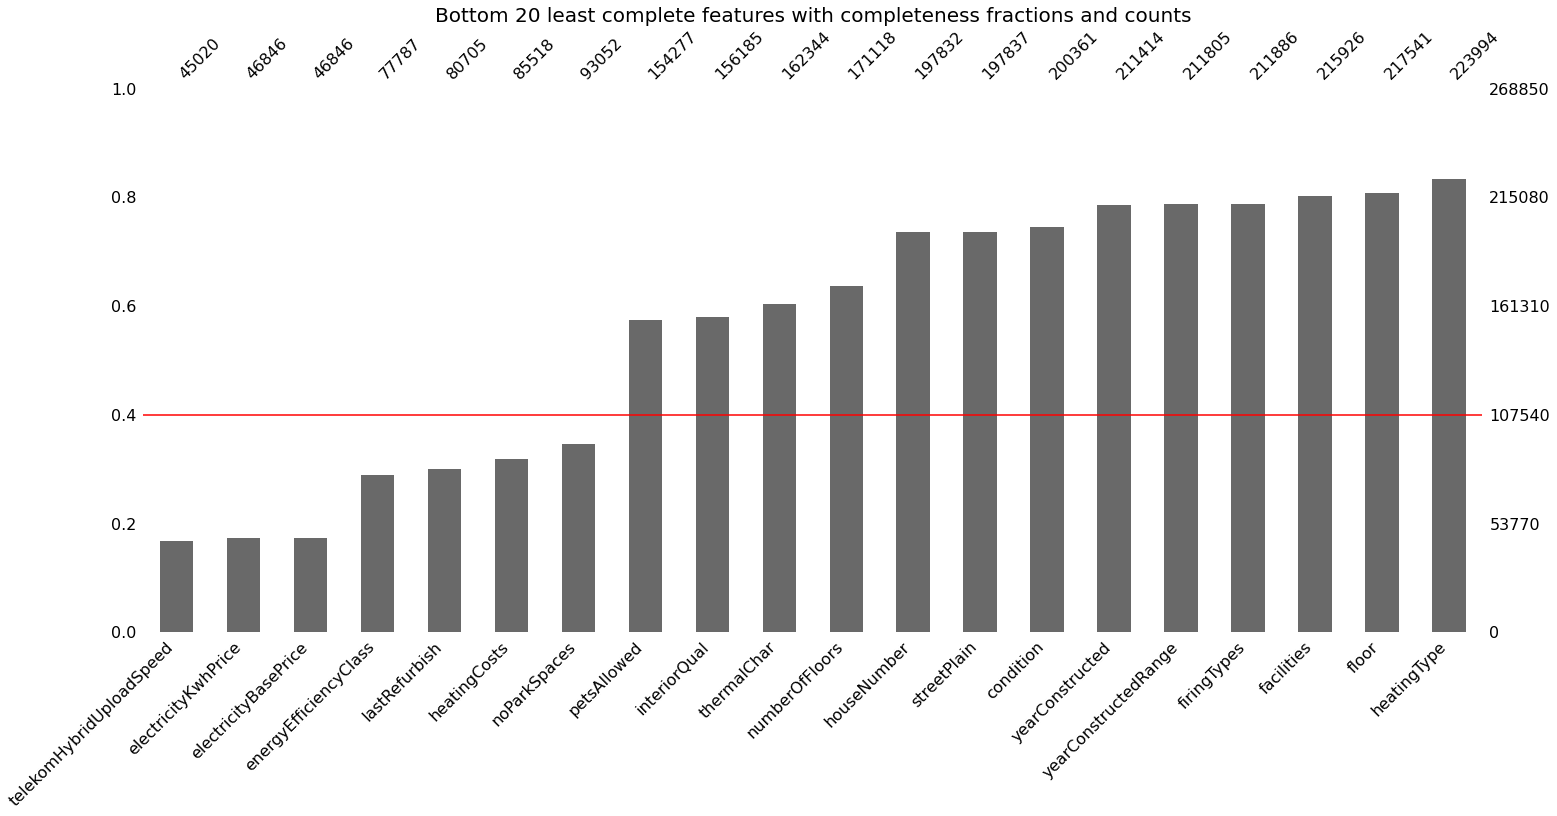 Bottom 20 least complete features with completeness fractions and counts
45020 46846 46846 77787 80705 85518 93052 154277 156185 162344 171118 197832 197837 200361 211414 211805 211886 215926 217541 223994
1.0 268850
0.8 215080
0.6 161310
0.4 107540
0.2 53770
0.0 0
telekomHybridUploadSpeed
electricityKwhPrice
electricityBasePrice
energyEfficiencyClass
lastRefurbish
heatingCosts
noParkSpaces
petsAllowed
interiorQual
thermalChar
numberOfFloors
houseNumber
streetPlain
condition
yearConstructed
yearConstructedRange
firingTypes
facilities
floor
heatingType